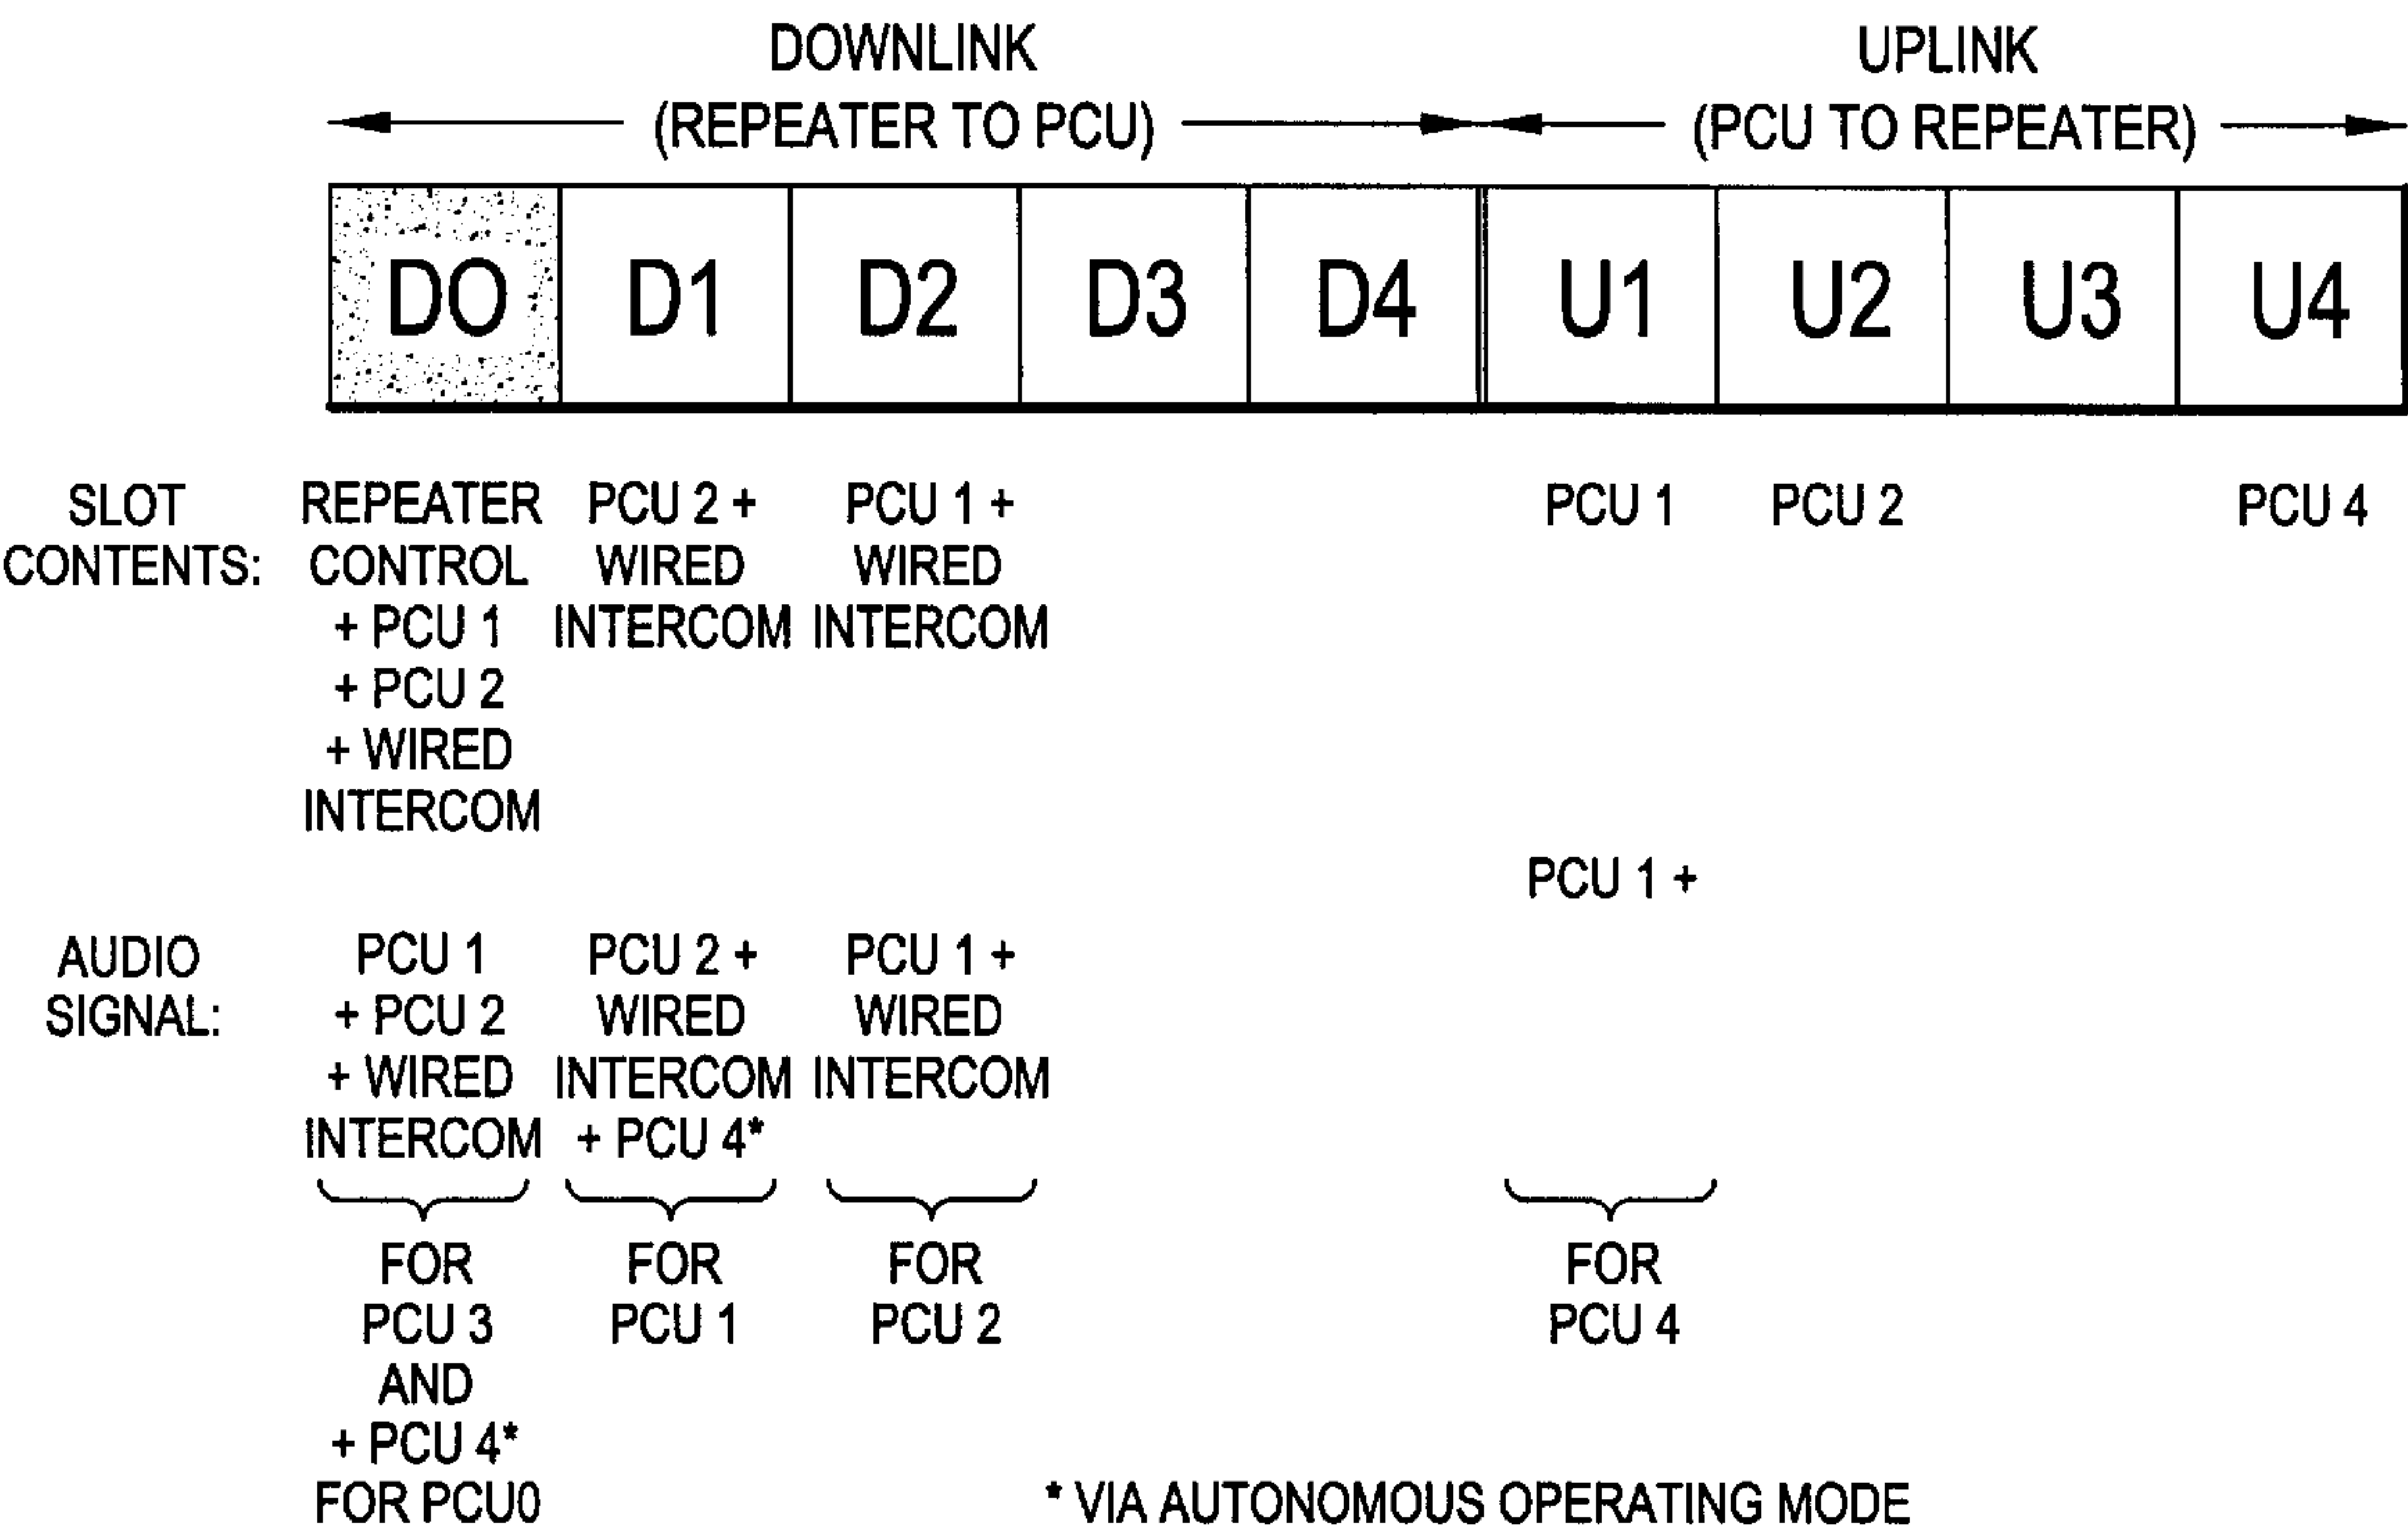 DOWNLINK
(REPEATER TO PCU)
UPLINK
(PCU TO REPEATER)
DO D1 D2 D3 D4 U1 U2 U3 U4
SLOT
CONTENTS:
REPEATER
CONTROL
+ PCU 1
+ PCU 2
+ WIRED
INTERCOM
PCU 2 +
WIRED
INTERCOM
PCU 1 +
WIRED
INTERCOM
PCU 1
PCU 2
PCU 4
AUDIO
SIGNAL:
PCU 1
+ PCU 2
+ WIRED
INTERCOM
FOR
PCU 3
AND
+ PCU 4*
FOR PCU0
PCU 2 +
WIRED
INTERCOM
+ PCU 4*
FOR
PCU 1
PCU 1 +
WIRED
INTERCOM
FOR
PCU 2
PCU 1 +
FOR
PCU 4
* VIA AUTONOMOUS OPERATING MODE